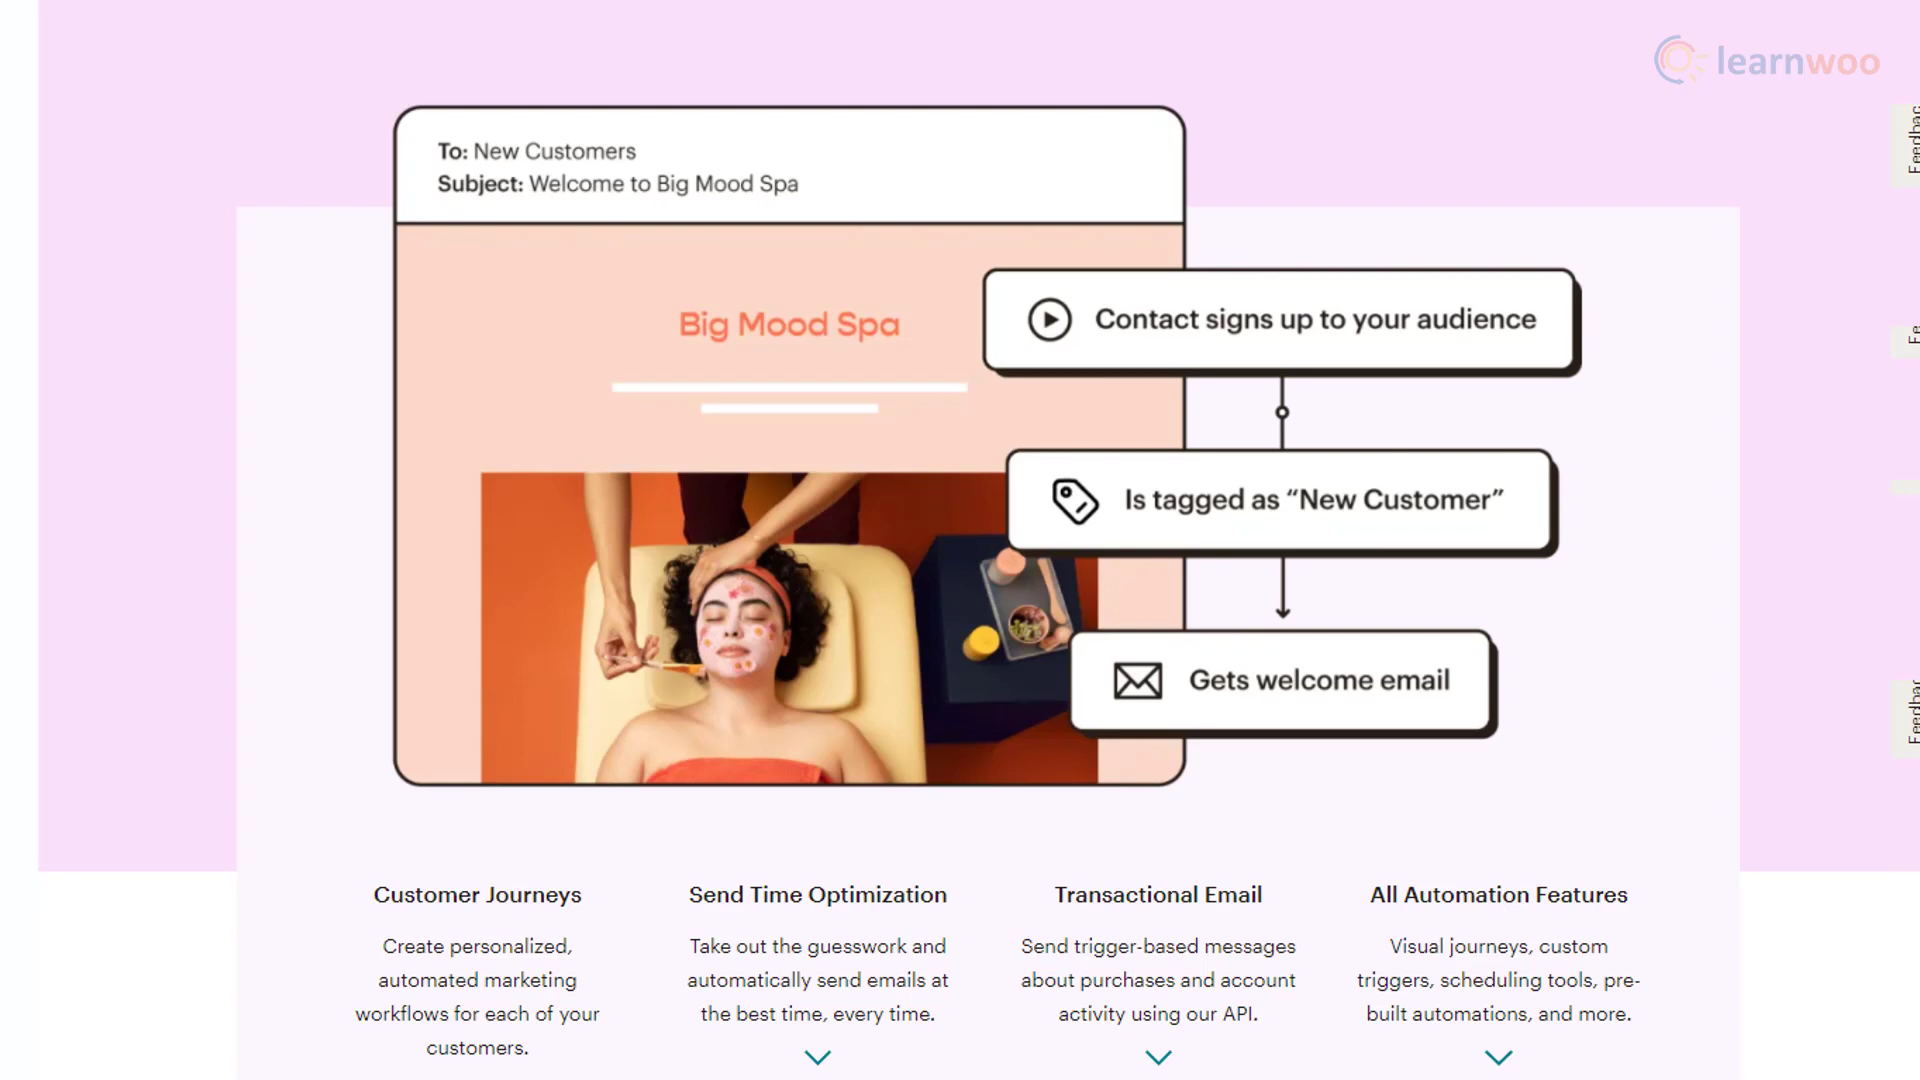 learnwoo
To: New Customers
Subject: Welcome to Big Mood Spa
Big Mood Spa
Contact signs up to your audience
Is tagged as “New Customer”
Gets welcome email
Customer Journeys
Create personalized,
automated marketing
workflows for each of your
customers.
Send Time Optimization
Take out the guesswork and
automatically send emails at
the best time, every time.
Transactional Email
Send trigger-based messages
about purchases and account
activity using our API.
All Automation Features
Visual journeys, custom
triggers, scheduling tools, pre-
built automations, and more.